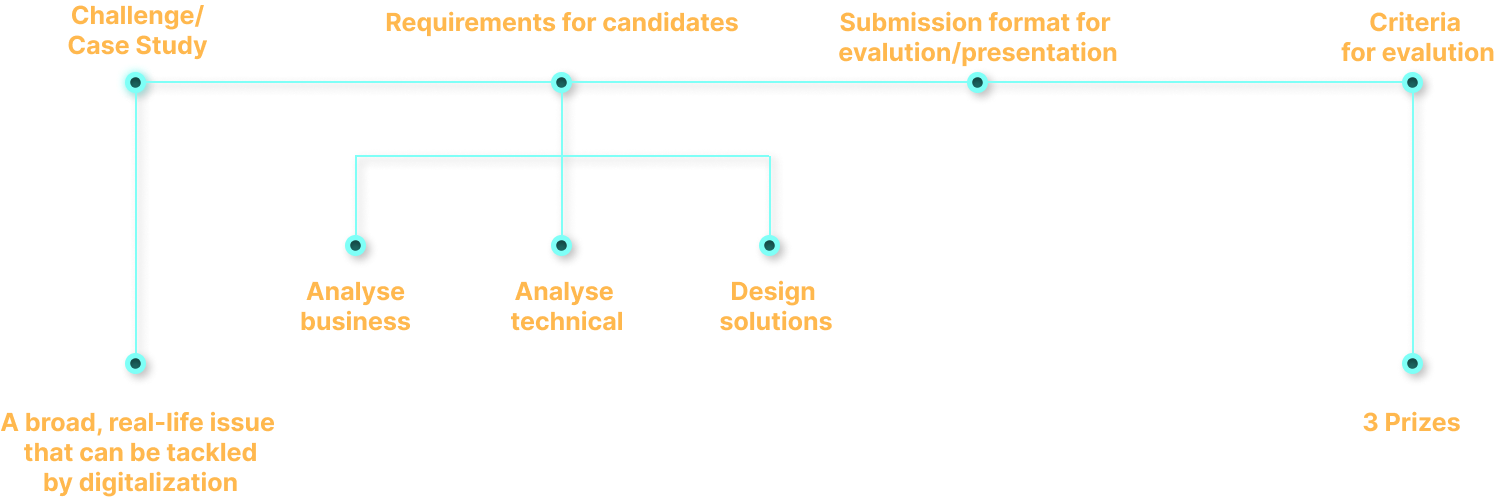 Challenge/
Case Study
Requirements for candidates
Submission format for
evalution/presentation
Criteria
for evalution
Analyse
business
Analyse
technical
Design
solutions
A broad, real-life issue
that can be tackled
by digitalization
3 Prizes